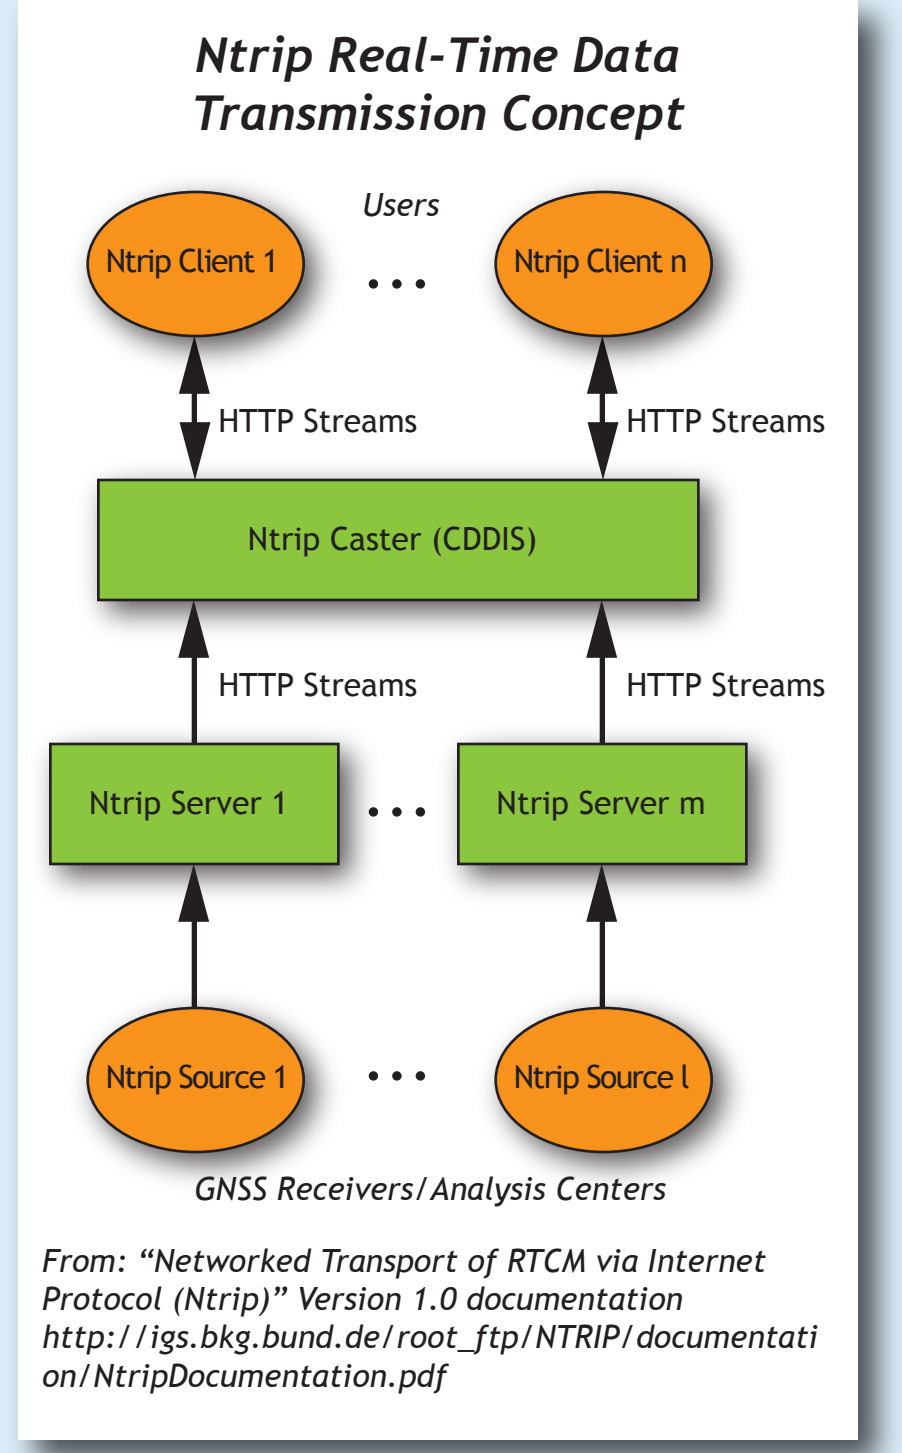 Ntrip Real-Time Data
Transmission Concept
Users
Ntrip Client 1
...
Ntrip Client n
HTTP Streams
HTTP Streams
Ntrip Caster (CDDIS)
HTTP Streams
HTTP Streams
Ntrip Server 1
...
Ntrip Server m
Ntrip Source 1
...
Ntrip Source l
GNSS Receivers/Analysis Centers
From: “Networked Transport of RTCM via Internet
Protocol (Ntrip)” Version 1.0 documentation
http://igs.bkg.bund.de/root_ftp/NTRIP/documentati
on/NtripDocumentation.pdf